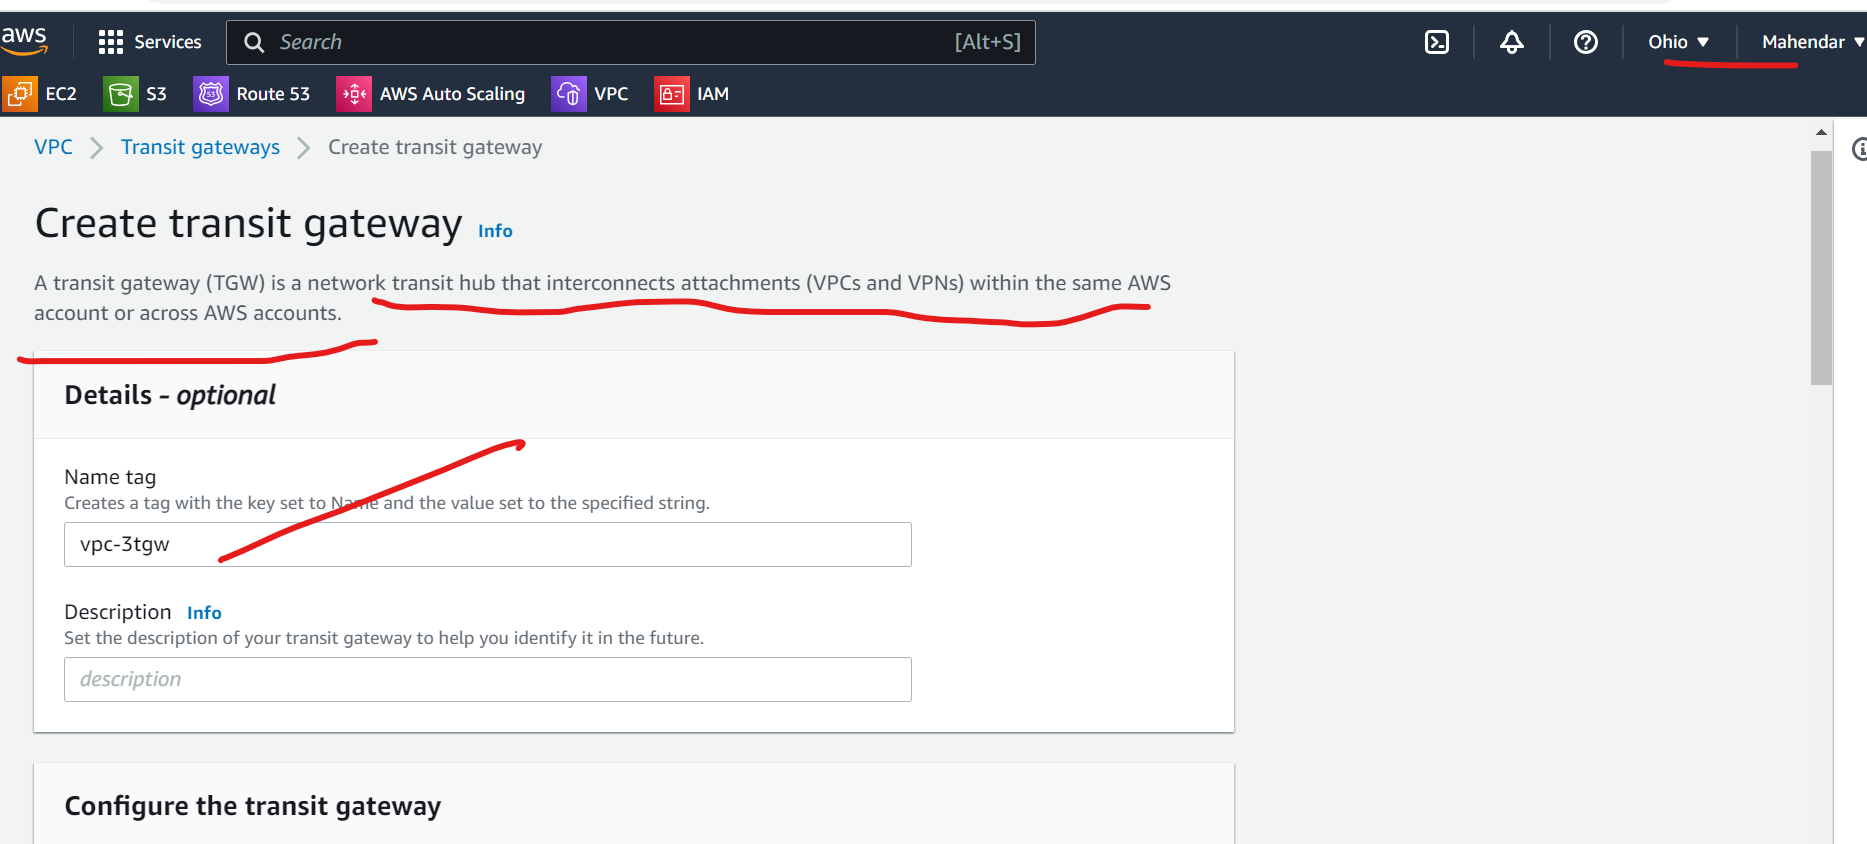 aws Services Search [Alt+S] Ohio Mahendar
EC2 S3 Route 53 AWS Auto Scaling VPC IAM
VPC Transit gateways Create transit gateway
Create transit gateway Info
A transit gateway (TGW) is a network transit hub that interconnects attachments (VPCs and VPNs) within the same AWS
account or across AWS accounts.
Details - optional
Name tag
Creates a tag with the key set to Name and the value set to the specified string.
vpc-3tgw
Description Info
Set the description of your transit gateway to help you identify it in the future.
description
Configure the transit gateway